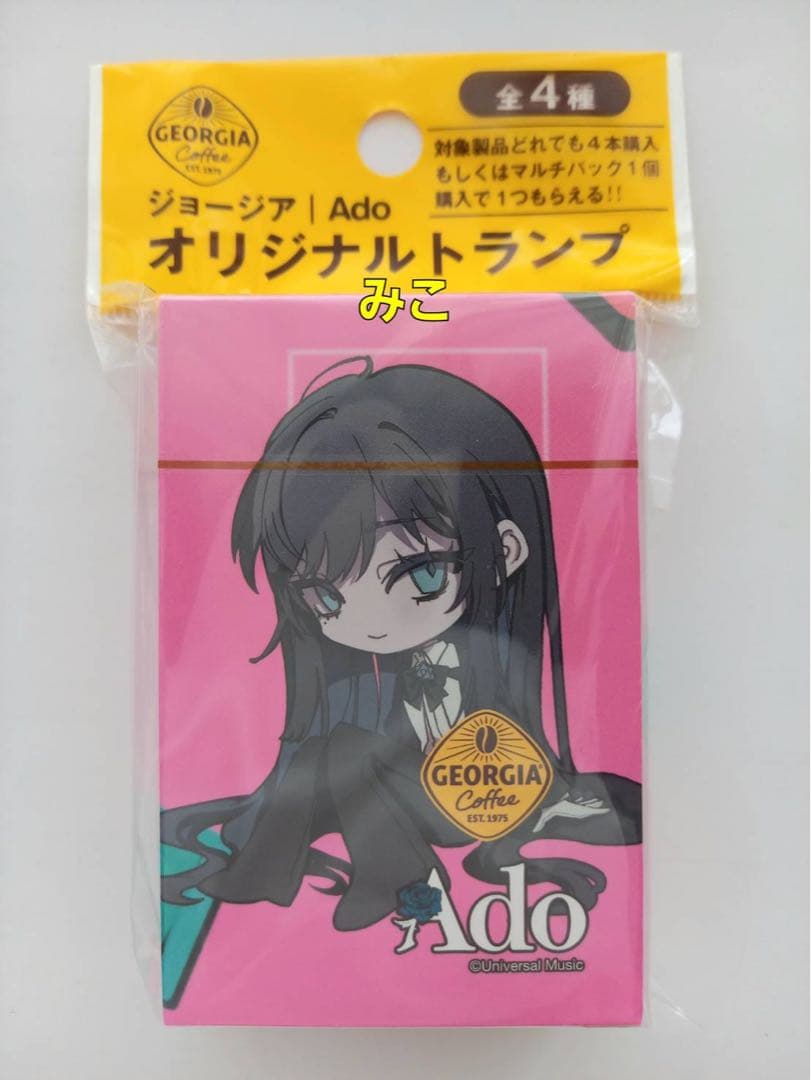 GEORGIA
Coffee
EST. 1975
全4種
対象製品どれでも4本購入
もしくはマルチパック1個
購入で1つもらえる!!
ジョージア | Ado
オリジナルトランプ
みこ
GEORGIA
Coffee
EST. 1975
Ado
©Universal Music